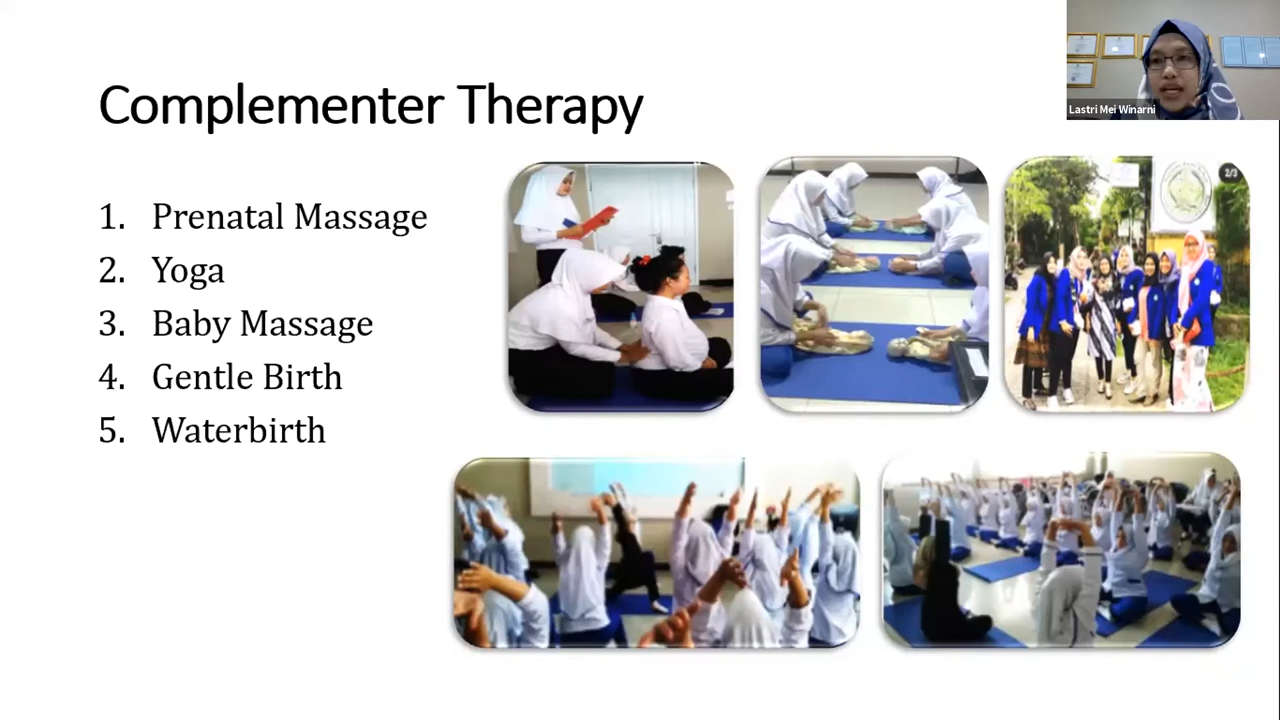 Complementer Therapy
1. Prenatal Massage
2. Yoga
3. Baby Massage
4. Gentle Birth
5. Waterbirth
Lastri Mei Winarni
2/3